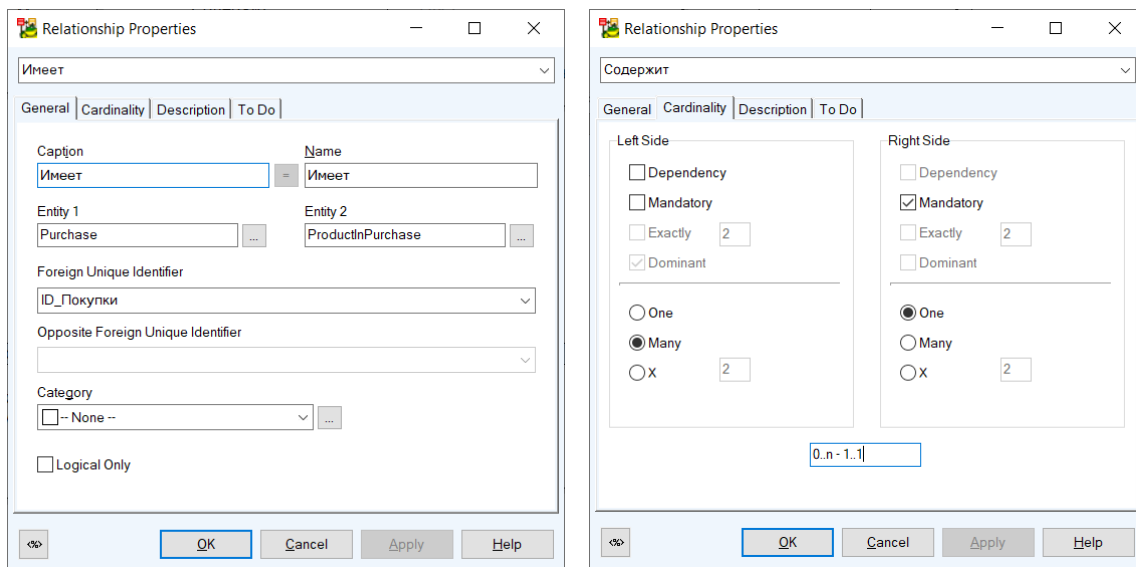 Relationship Properties
Имеет
General Cardinality Description To Do
Caption Name
Имеет = Имеет
Entity 1 Entity 2
Purchase ... ProductInPurchase ...
Foreign Unique Identifier
ID_Покупки
Opposite Foreign Unique Identifier
Category
-- None -- ...
Logical Only
<%> OK Cancel Apply Help
Relationship Properties
Содержит
General Cardinality Description To Do
Left Side Right Side
Dependency Dependency
Mandatory Mandatory
Exactly 2 Exactly 2
Dominant Dominant
One One
Many Many
X 2 X 2
0..n - 1..1
<%> OK Cancel Apply Help